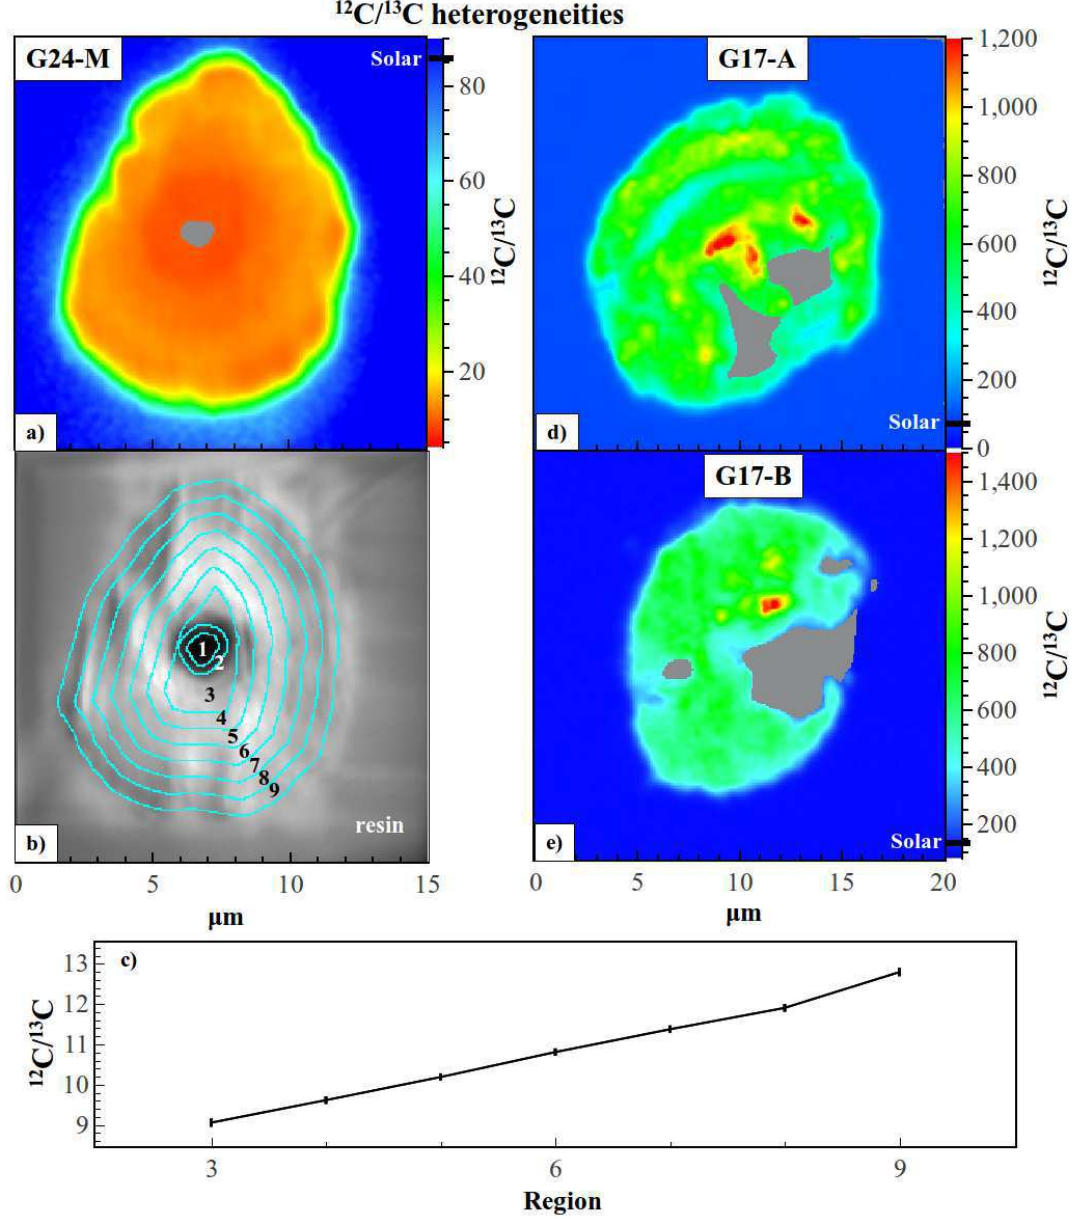 ¹²C/¹³C heterogeneities
G24-M
Solar
80
60
40
20
¹²C/¹³C
a)
G17-A
1,200
1,000
800
600
400
200
0
¹²C/¹³C
Solar
d)
1
2
3
4
5
6
7
8
9
resin
b)
0 5 10 15
µm
G17-B
1,400
1,200
1,000
800
600
400
200
¹²C/¹³C
Solar
e)
0 5 10 15 20
µm
c)
13
12
11
10
9
¹²C/¹³C
3 6 9
Region